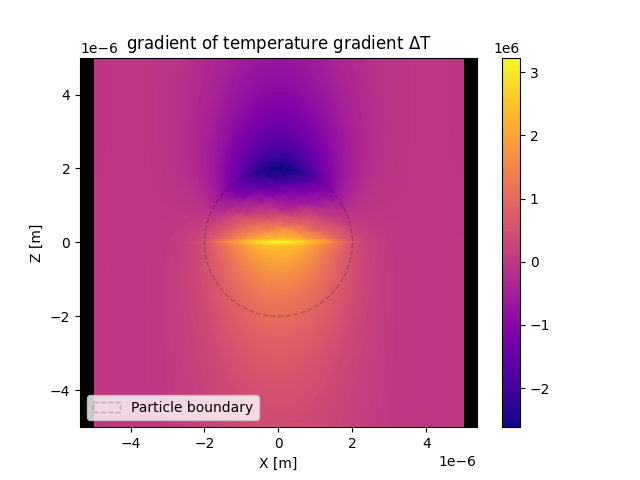 gradient of temperature gradient ΔT
1e−6
1e6
4
2
0
−2
−4
Z [m]
3
2
1
0
−1
−2
Particle boundary
−4
−2
0
2
4
1e−6
X [m]